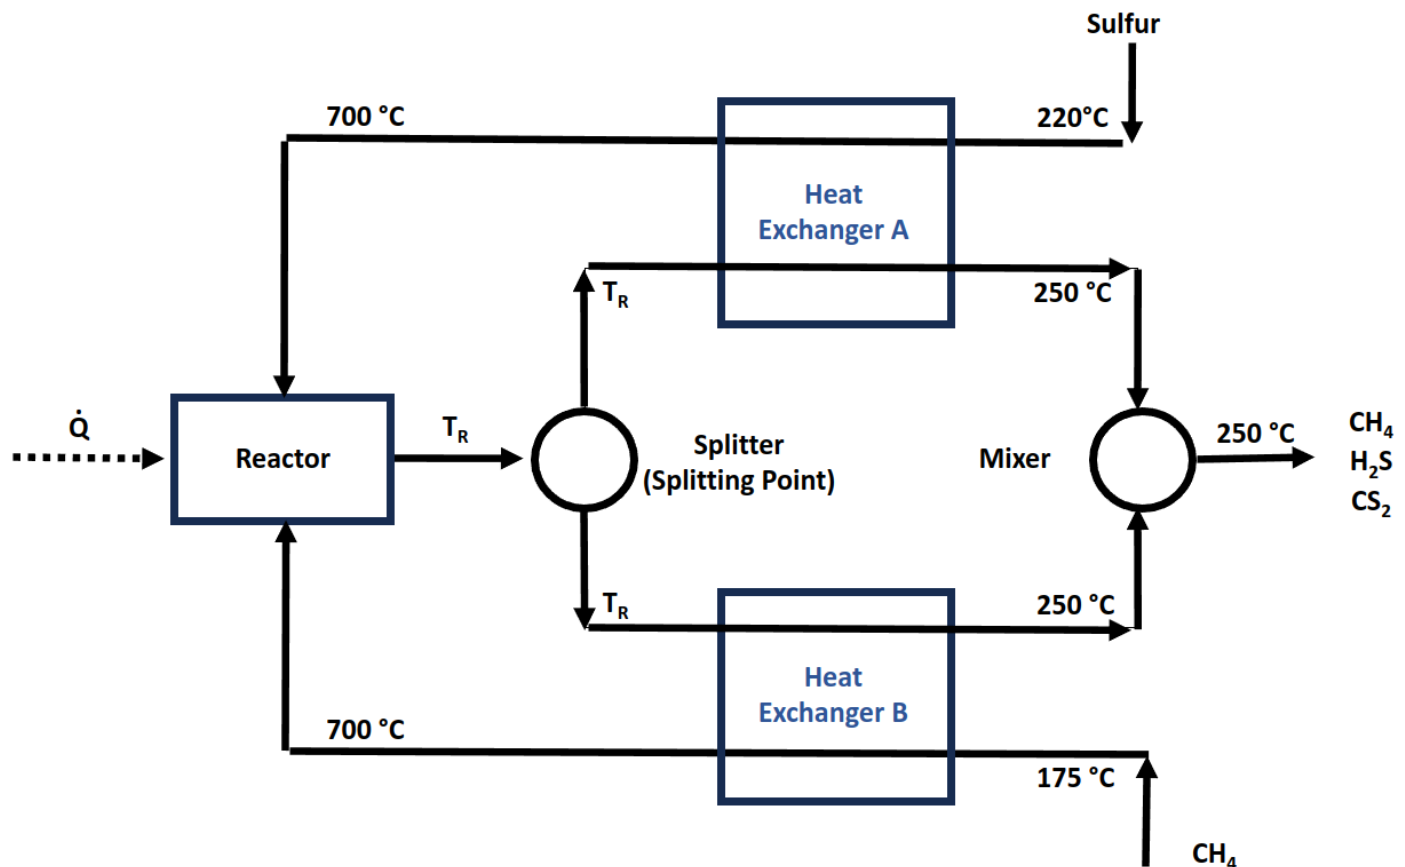 Sulfur
700 °C
220°C
Heat
Exchanger A
T_R
250 °C
Q̇
Reactor
T_R
Splitter
(Splitting Point)
Mixer
250 °C
CH₄
H₂S
CS₂
T_R
250 °C
Heat
Exchanger B
700 °C
175 °C
CH₄